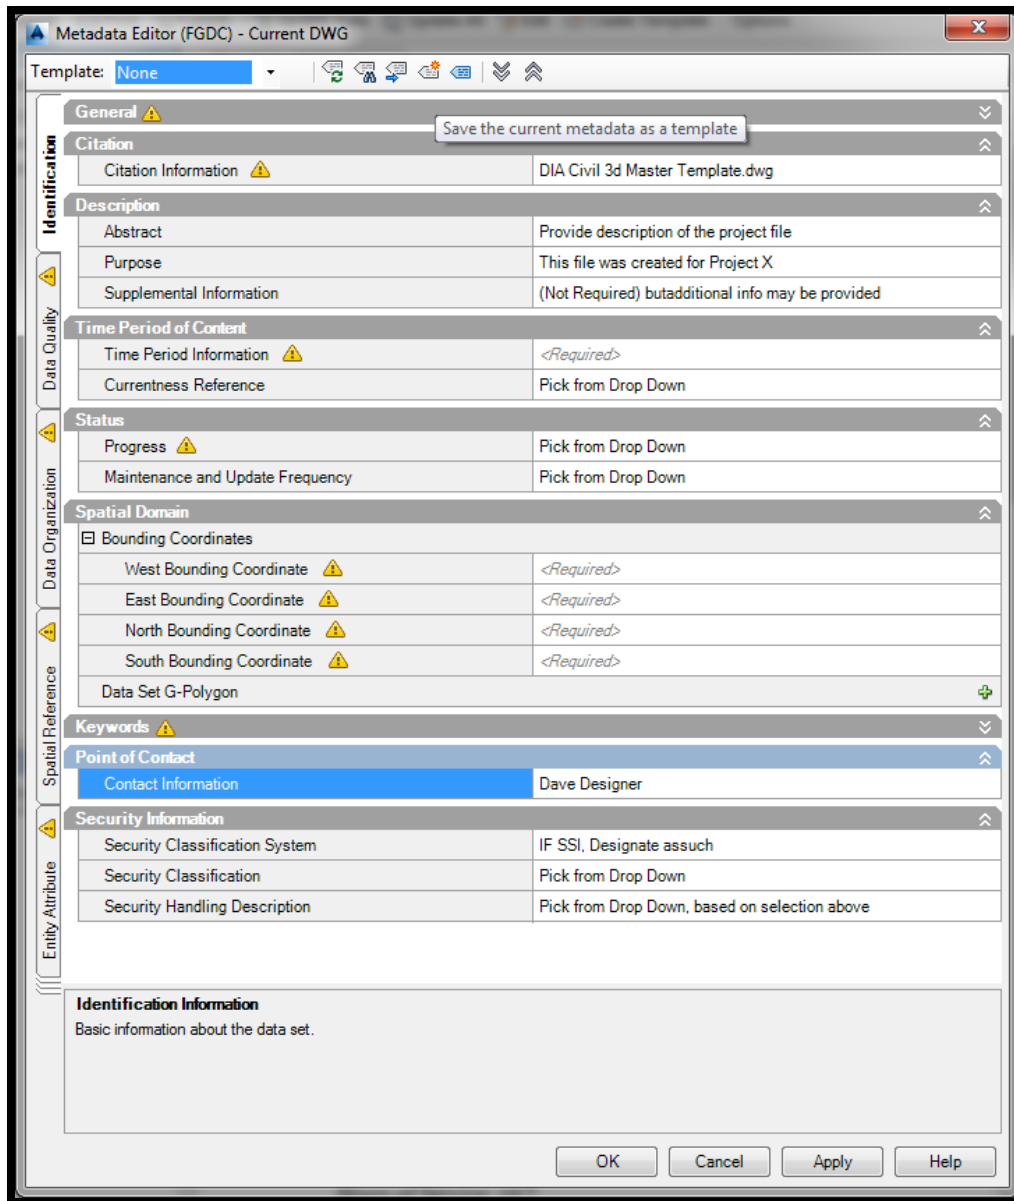 Metadata Editor (FGDC) - Current DWG
Template: None
Save the current metadata as a template
General
Citation
Citation Information DIA Civil 3d Master Template.dwg
Description
Abstract Provide description of the project file
Purpose This file was created for Project X
Supplemental Information (Not Required) butadditional info may be provided
Time Period of Content
Time Period Information <Required>
Currentness Reference Pick from Drop Down
Status
Progress Pick from Drop Down
Maintenance and Update Frequency Pick from Drop Down
Spatial Domain
Bounding Coordinates
West Bounding Coordinate <Required>
East Bounding Coordinate <Required>
North Bounding Coordinate <Required>
South Bounding Coordinate <Required>
Data Set G-Polygon
Keywords
Point of Contact
Contact Information Dave Designer
Security Information
Security Classification System IF SSI, Designate assuch
Security Classification Pick from Drop Down
Security Handling Description Pick from Drop Down, based on selection above
Identification
Data Quality
Data Organization
Spatial Reference
Entity Attribute
Identification Information
Basic information about the data set.
OK Cancel Apply Help